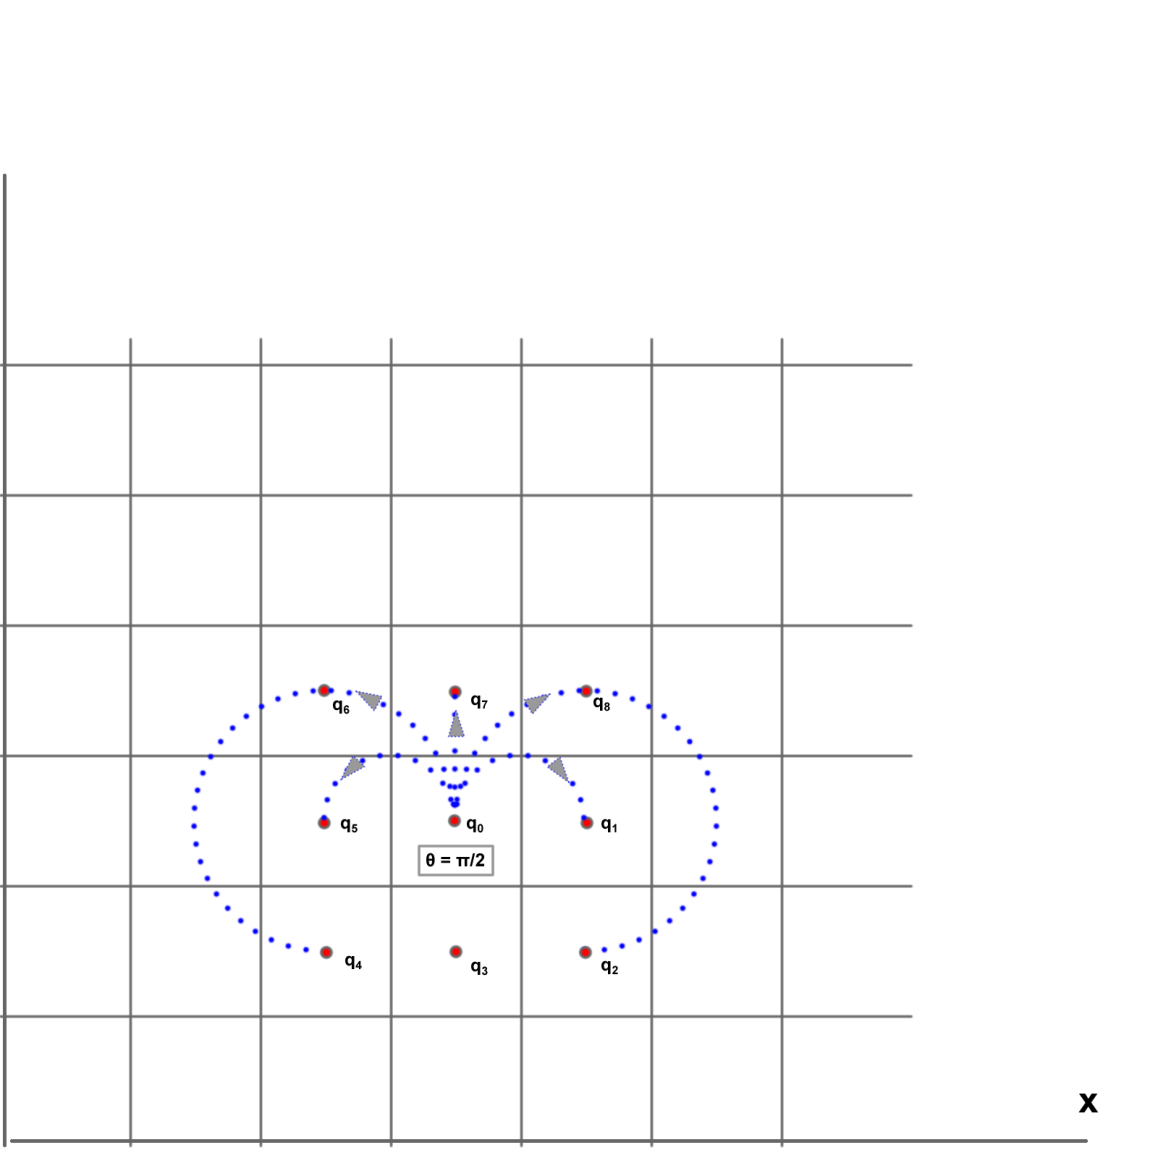 q₆
q₇
q₈
q₅
q₀
q₁
θ = π/2
q₄
q₃
q₂
x